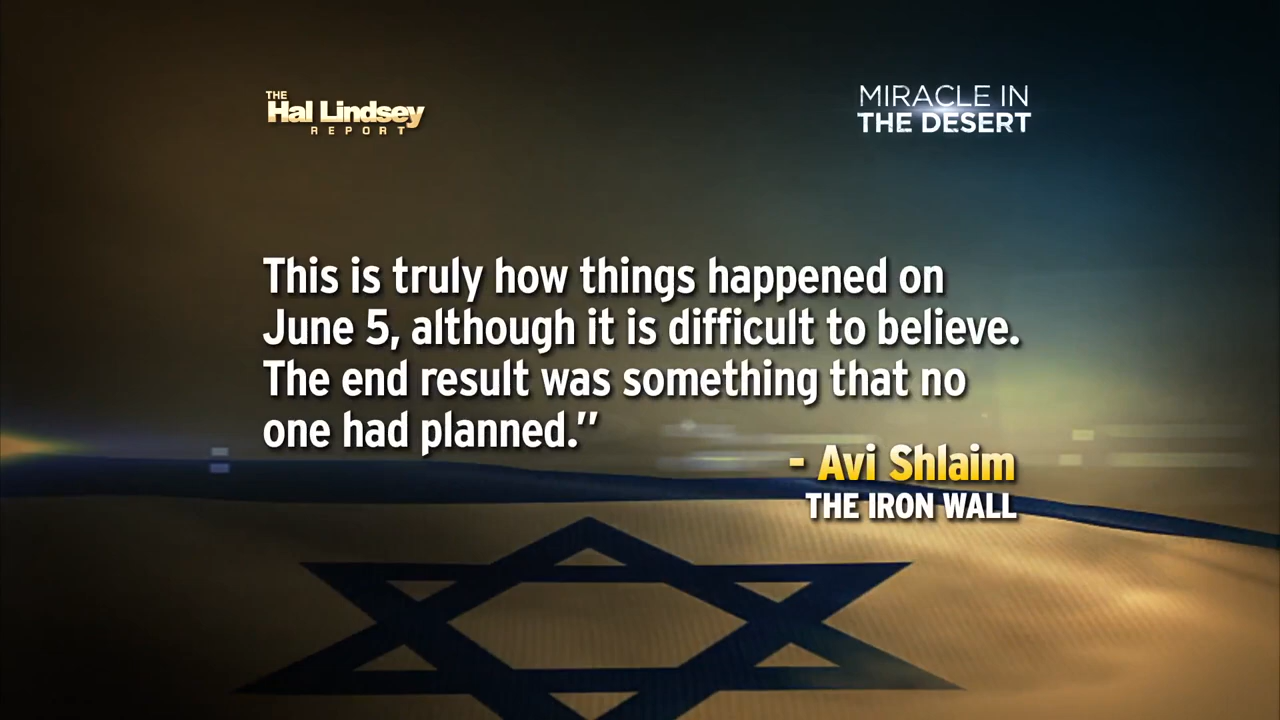 THE
Hal Lindsey
REPORT
MIRACLE IN
THE DESERT
This is truly how things happened on
June 5, although it is difficult to believe.
The end result was something that no
one had planned.”
- Avi Shlaim
THE IRON WALL